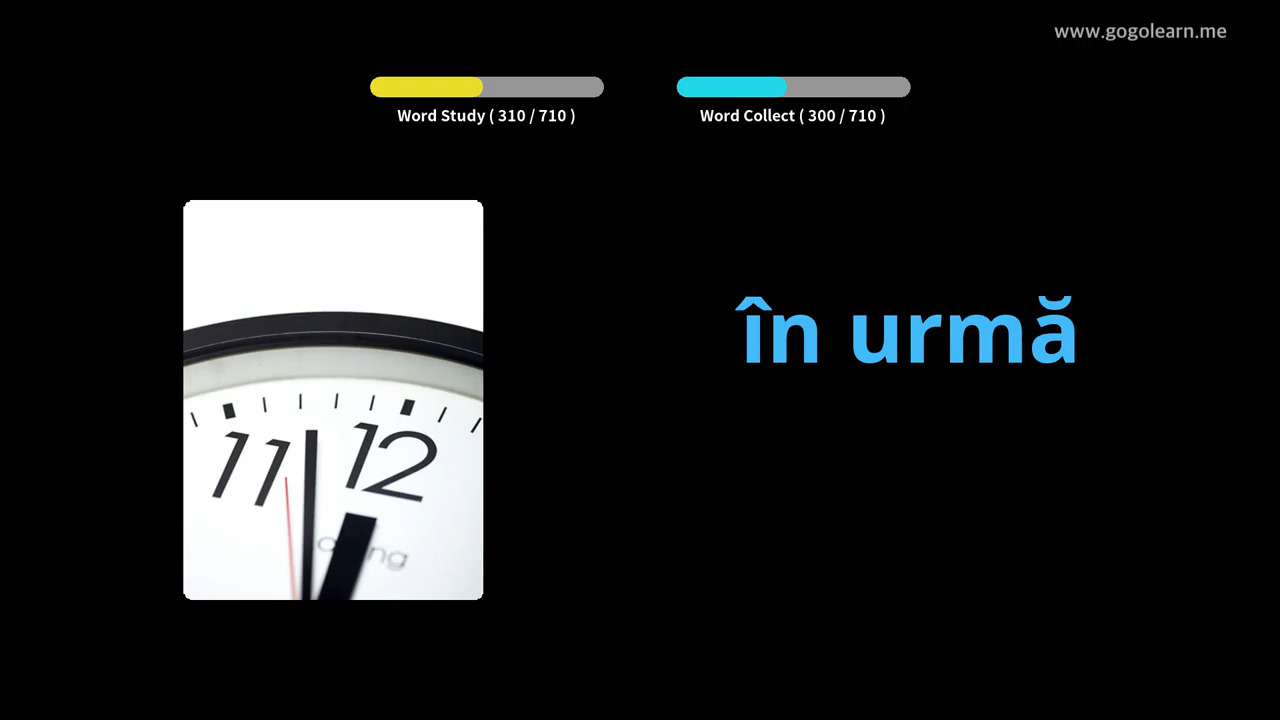 www.gogolearn.me
Word Study ( 310 / 710 )
Word Collect ( 300 / 710 )
în urmă
11
12